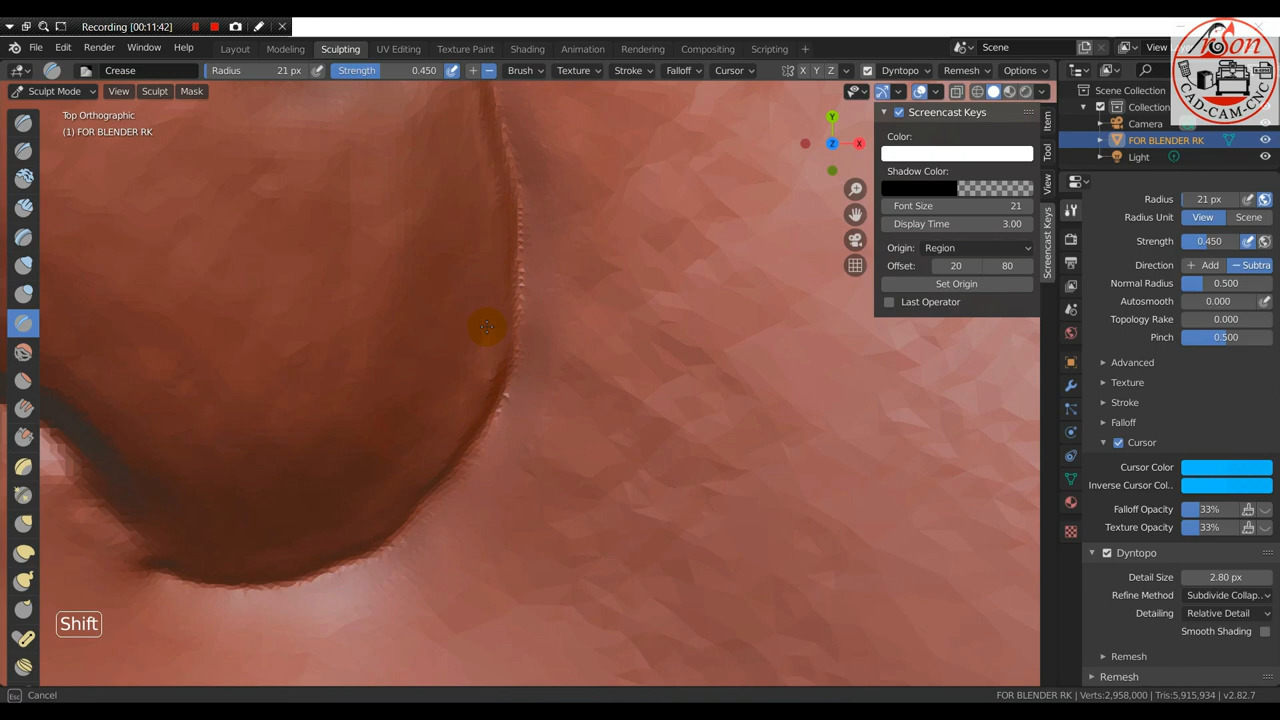 Recording [00:11:42]
File Edit Render Window Help Layout Modeling Sculpting UV Editing Texture Paint Shading Animation Rendering Compositing Scripting + Scene View
Crease Radius 21 px Strength 0.450 Brush Texture Stroke Falloff Cursor X Y Z Dyntopo Remesh Options
Sculpt Mode View Sculpt Mask
Top Orthographic
(1) FOR BLENDER RK
Y
Z X
Screencast Keys
Color:
Shadow Color:
Font Size 21
Display Time 3.00
Origin: Region
Offset: 20 80
Set Origin
Last Operator
Item
Tool
View
Screencast Keys
CAD-CAM-CNC
Scene Collection
Collection
Camera
FOR BLENDER RK
Light
Radius 21 px
Radius Unit View Scene
Strength 0.450
Direction Add Subtra
Normal Radius 0.500
Autosmooth 0.000
Topology Rake 0.000
Pinch 0.500
Advanced
Texture
Stroke
Falloff
Cursor
Cursor Color
Inverse Cursor Col..
Falloff Opacity 33%
Texture Opacity 33%
Dyntopo
Detail Size 2.80 px
Refine Method Subdivide Collap..
Detailing Relative Detail
Smooth Shading
Remesh
Remesh
Shift
Esc Cancel
FOR BLENDER RK | Verts:2,958,000 | Tris:5,915,934 | v2.82.7